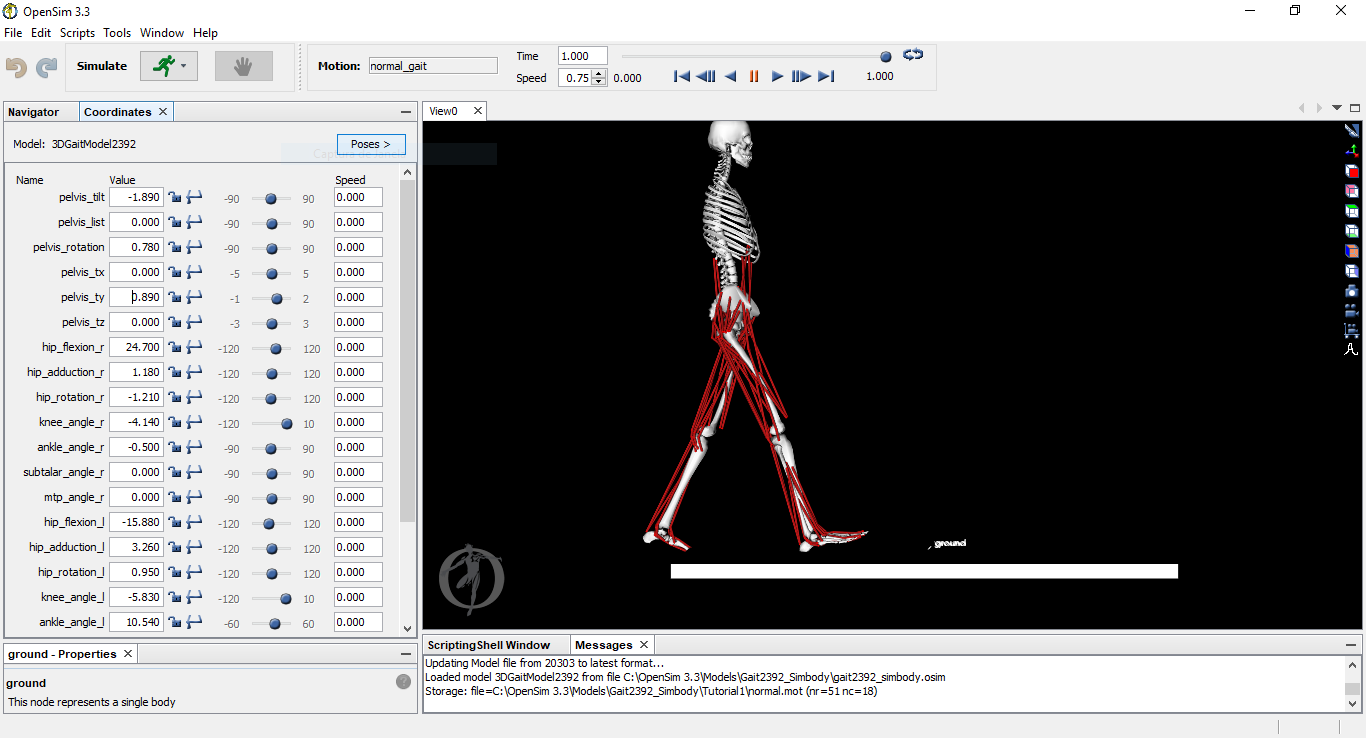 OpenSim 3.3
File Edit Scripts Tools Window Help
Simulate
Motion: normal_gait
Time 1.000
Speed 0.75 0.000
1.000
Navigator Coordinates
Model: 3DGaitModel2392 Poses >
Name Value Speed
pelvis_tilt -1.890 -90 90 0.000
pelvis_list 0.000 -90 90 0.000
pelvis_rotation 0.780 -90 90 0.000
pelvis_tx 0.000 -5 5 0.000
pelvis_ty 0.890 -1 2 0.000
pelvis_tz 0.000 -3 3 0.000
hip_flexion_r 24.700 -120 120 0.000
hip_adduction_r 1.180 -120 120 0.000
hip_rotation_r -1.210 -120 120 0.000
knee_angle_r -4.140 -120 10 0.000
ankle_angle_r -0.500 -90 90 0.000
subtalar_angle_r 0.000 -90 90 0.000
mtp_angle_r 0.000 -90 90 0.000
hip_flexion_l -15.880 -120 120 0.000
hip_adduction_l 3.260 -120 120 0.000
hip_rotation_l 0.950 -120 120 0.000
knee_angle_l -5.830 -120 10 0.000
ankle_angle_l 10.540 -60 60 0.000
ground - Properties
ground
This node represents a single body
View0
ground
ScriptingShell Window Messages
Updating Model file from 20303 to latest format...
Loaded model 3DGaitModel2392 from file C:\OpenSim 3.3\Models\Gait2392_Simbody\gait2392_simbody.osim
Storage: file=C:\OpenSim 3.3\Models\Gait2392_Simbody\Tutorial1\normal.mot (nr=51 nc=18)